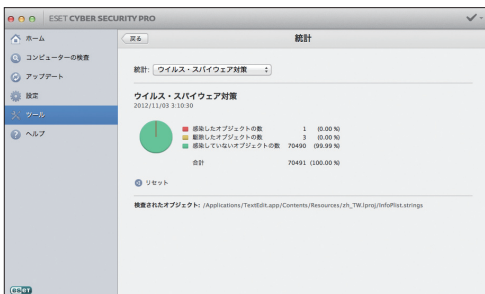 ESET CYBER SECURITY PRO
ホーム
コンピューターの検査
アップデート
設定
ツール
ヘルプ
戻る
統計
統計: ウイルス・スパイウェア対策
ウイルス・スパイウェア対策
2012/11/03 3:10:30
感染したオブジェクトの数 1 (0.00 %)
駆除したオブジェクトの数 3 (0.00 %)
感染していないオブジェクトの数 70490 (99.99 %)
合計 70491 (100.00 %)
リセット
検査されたオブジェクト: /Applications/TextEdit.app/Contents/Resources/zh_TW.lproj/InfoPlist.strings
eset